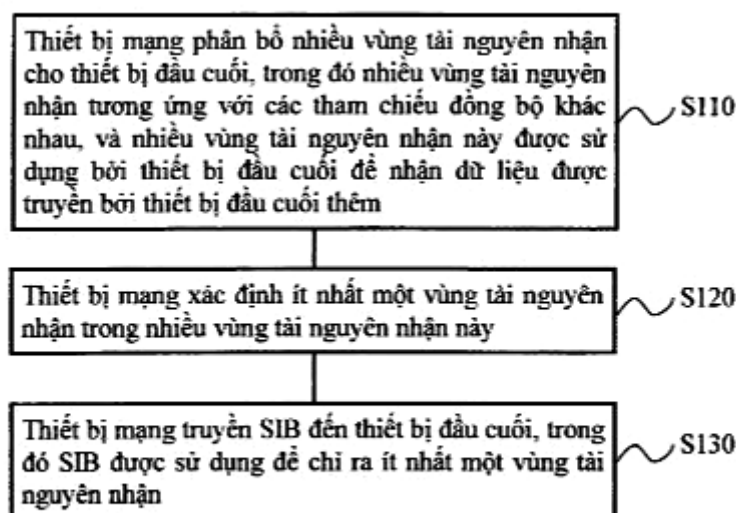 Thiết bị mạng phân bổ nhiều vùng tài nguyên nhận
cho thiết bị đầu cuối, trong đó nhiều vùng tài nguyên
nhận tương ứng với các tham chiếu đồng bộ khác
nhau, và nhiều vùng tài nguyên nhận này được sử
dụng bởi thiết bị đầu cuối để nhận dữ liệu được
truyền bởi thiết bị đầu cuối thêm
S110
Thiết bị mạng xác định ít nhất một vùng tài nguyên
nhận trong nhiều vùng tài nguyên nhận này
S120
Thiết bị mạng truyền SIB đến thiết bị đầu cuối, trong
đó SIB được sử dụng để chỉ ra ít nhất một vùng tài
nguyên nhận
S130